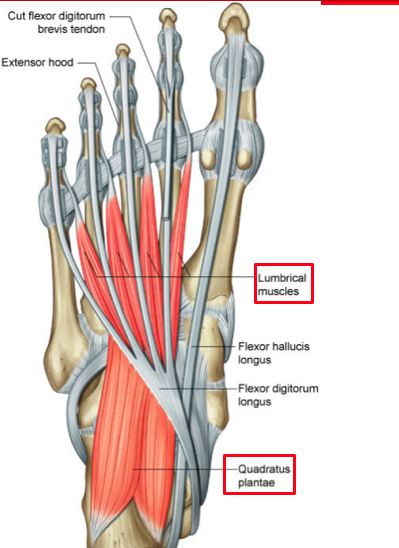 Cut flexor digitorum
brevis tendon
Extensor hood
Lumbrical
muscles
Flexor hallucis
longus
Flexor digitorum
longus
Quadratus
plantae